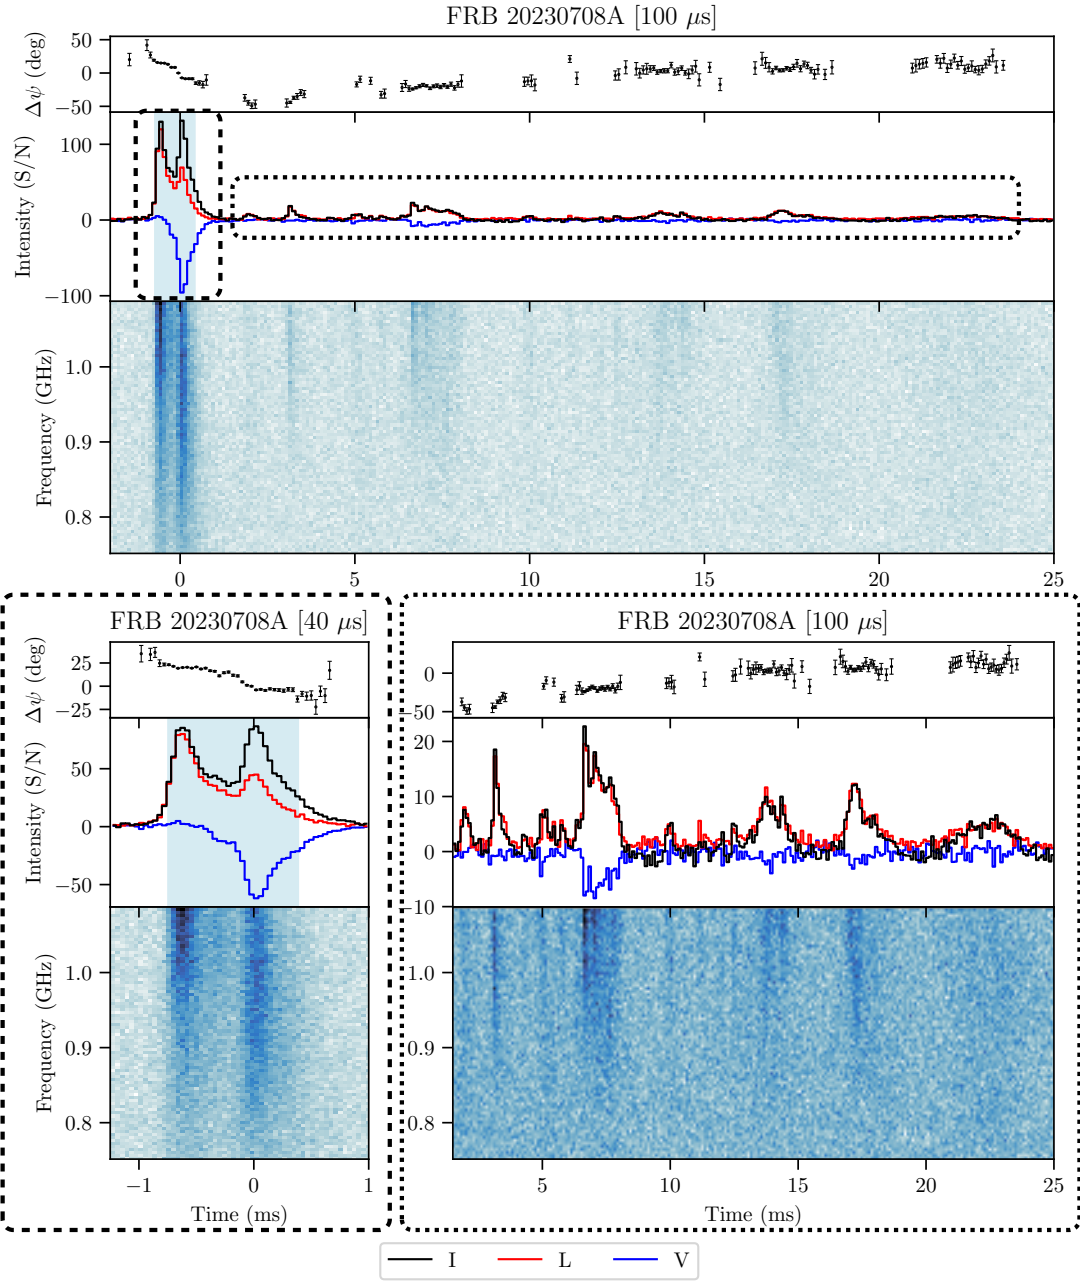 FRB 20230708A [100 μs]
Δψ (deg)
50
0
−50
Intensity (S/N)
100
0
−100
Frequency (GHz)
1.0
0.9
0.8
0 5 10 15 20 25
FRB 20230708A [40 μs]
Δψ (deg)
25
0
−25
Intensity (S/N)
50
0
−50
Frequency (GHz)
1.0
0.9
0.8
−1 0 1
Time (ms)
FRB 20230708A [100 μs]
0
−50
20
10
0
−10
1.0
0.9
0.8
5 10 15 20 25
Time (ms)
I L V